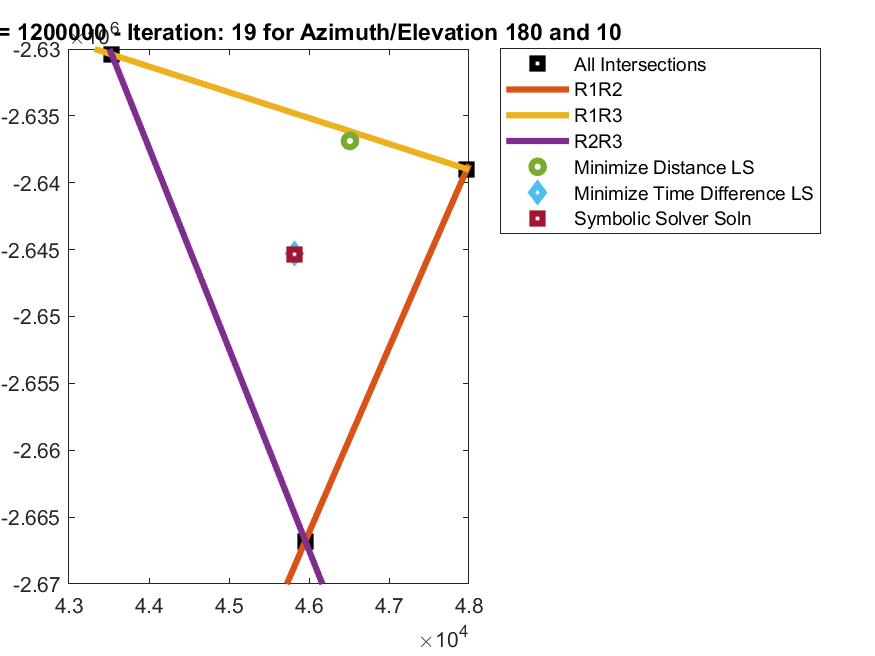 = 1200000 - Iteration: 19 for Azimuth/Elevation 180 and 10
×10^6
-2.63
-2.635
-2.64
-2.645
-2.65
-2.655
-2.66
-2.665
-2.67
4.3 4.4 4.5 4.6 4.7 4.8
×10^4
All Intersections
R1R2
R1R3
R2R3
Minimize Distance LS
Minimize Time Difference LS
Symbolic Solver Soln